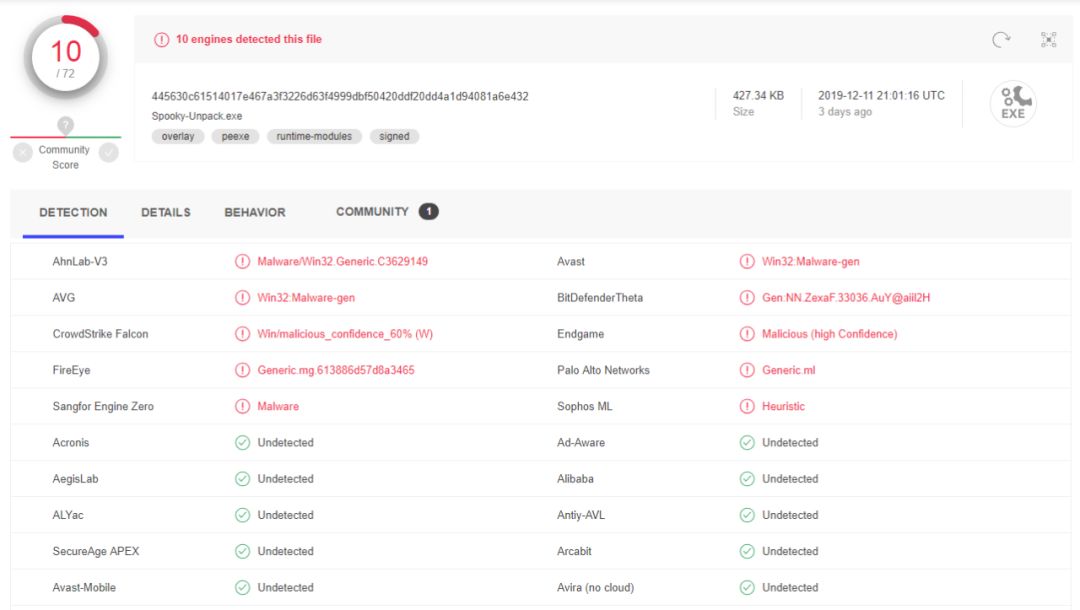 10
/ 72
?
Community
Score
10 engines detected this file
445630c61514017e467a3f3226d63f4999dbf50420ddf20dd4a1d94081a6e432
Spooky-Unpack.exe
overlay peexe runtime-modules signed
427.34 KB
Size
2019-12-11 21:01:16 UTC
3 days ago
EXE
DETECTION DETAILS BEHAVIOR COMMUNITY 1
AhnLab-V3 Malware/Win32.Generic.C3629149 Avast Win32:Malware-gen
AVG Win32:Malware-gen BitDefenderTheta Gen:NN.ZexaF.33036.AuY@aiil2H
CrowdStrike Falcon Win/malicious_confidence_60% (W) Endgame Malicious (high Confidence)
FireEye Generic.mg.613886d57d8a3465 Palo Alto Networks Generic.ml
Sangfor Engine Zero Malware Sophos ML Heuristic
Acronis Undetected Ad-Aware Undetected
AegisLab Undetected Alibaba Undetected
ALYac Undetected Antiy-AVL Undetected
SecureAge APEX Undetected Arcabit Undetected
Avast-Mobile Undetected Avira (no cloud) Undetected